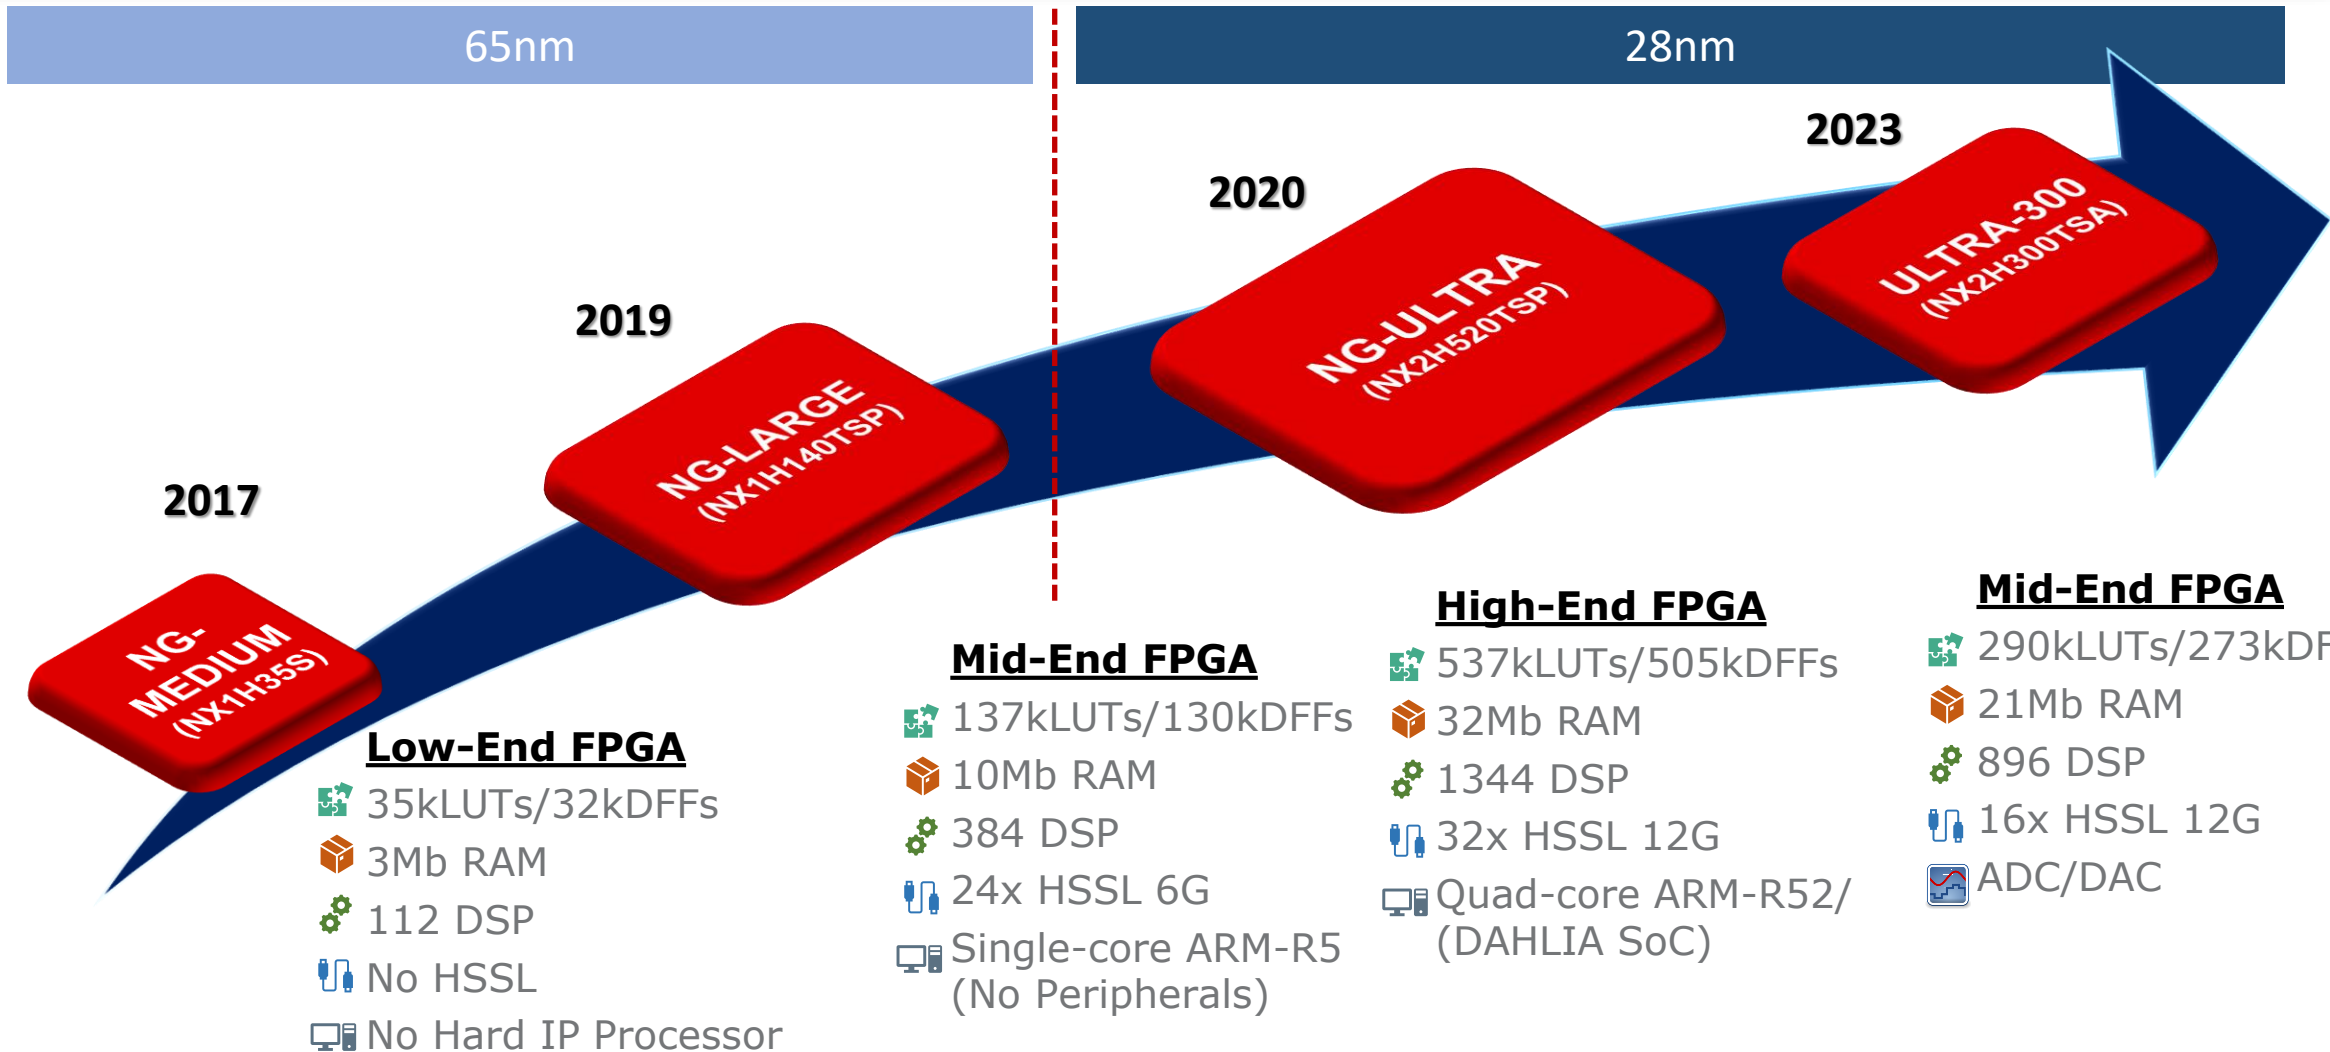 65nm
28nm
2017
NG-
MEDIUM
(NX1H35S)
Low-End FPGA
35kLUTs/32kDFFs
3Mb RAM
112 DSP
No HSSL
No Hard IP Processor
2019
NG-LARGE
(NX1H140TSP)
Mid-End FPGA
137kLUTs/130kDFFs
10Mb RAM
384 DSP
24x HSSL 6G
Single-core ARM-R5
(No Peripherals)
2020
NG-ULTRA
(NX2H520TSP)
High-End FPGA
537kLUTs/505kDFFs
32Mb RAM
1344 DSP
32x HSSL 12G
Quad-core ARM-R52/
(DAHLIA SoC)
2023
ULTRA-300
(NX2H300TSA)
Mid-End FPGA
290kLUTs/273kDF
21Mb RAM
896 DSP
16x HSSL 12G
ADC/DAC